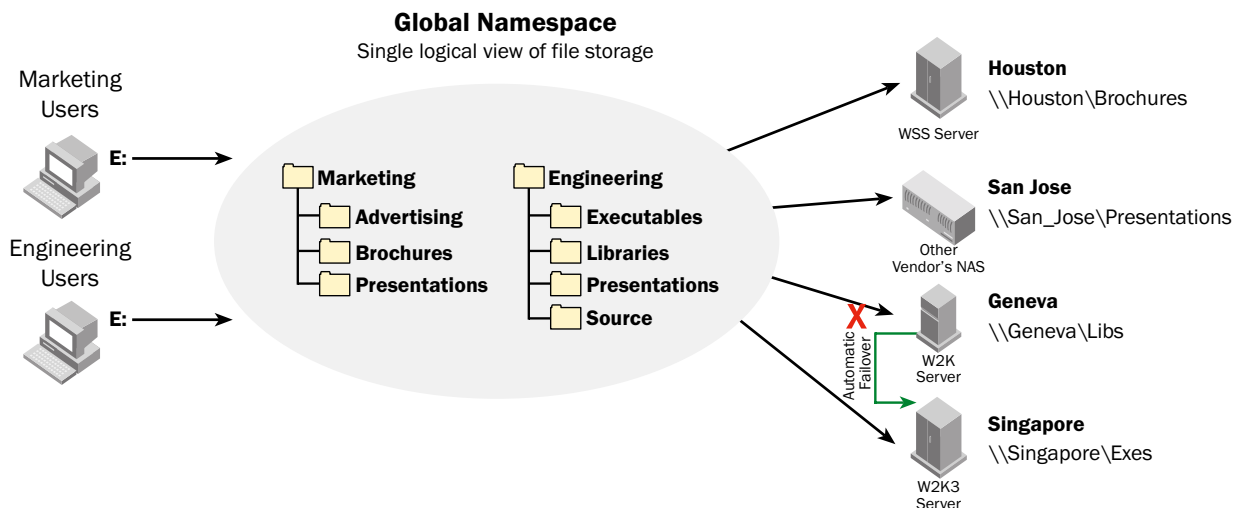 Global Namespace
Single logical view of file storage
Marketing
Users
E:
Engineering
Users
E:
Marketing
Advertising
Brochures
Presentations
Engineering
Executables
Libraries
Presentations
Source
WSS Server
Houston
\\Houston\Brochures
Other
Vendor's NAS
San Jose
\\San_Jose\Presentations
X
Automatic
Failover
W2K
Server
Geneva
\\Geneva\Libs
W2K3
Server
Singapore
\\Singapore\Exes